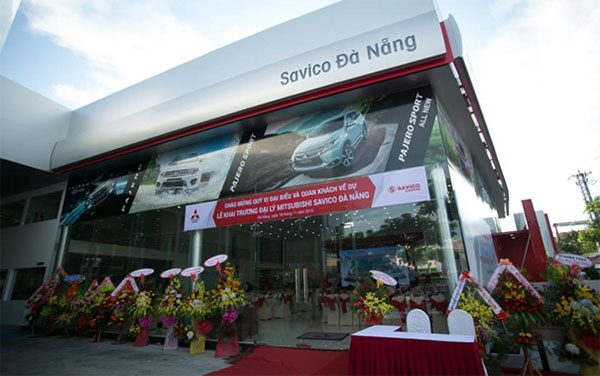 Savico Đà Nẵng
PAJERO SPORT
PAJERO SPORT
ALL NEW
CHÀO MỪNG QUÝ VỊ ĐẠI BIỂU VÀ QUAN KHÁCH VỀ DỰ
LỄ KHAI TRƯƠNG ĐẠI LÝ MITSUBISHI SAVICO ĐÀ NẴNG
SAVICO